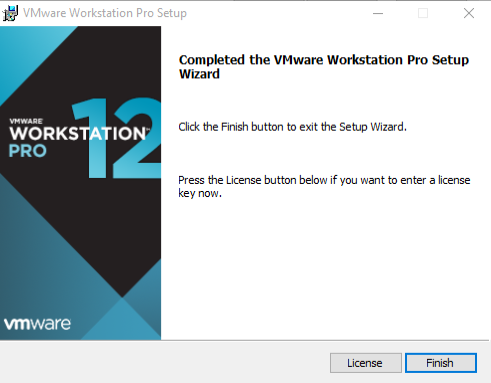 VMware Workstation Pro Setup
Completed the VMware Workstation Pro Setup
Wizard
VMWARE
WORKSTATION™
PRO
12
Click the Finish button to exit the Setup Wizard.
Press the License button below if you want to enter a license
key now.
vmware
License
Finish